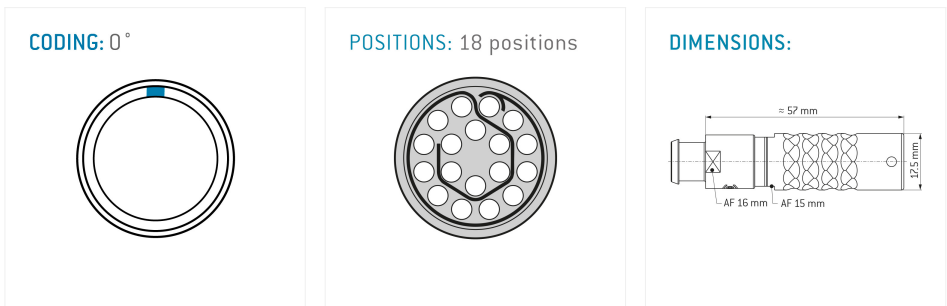 CODING: 0°
POSITIONS: 18 positions
DIMENSIONS:
≈ 57 mm
17.5 mm
AF 16 mm
AF 15 mm